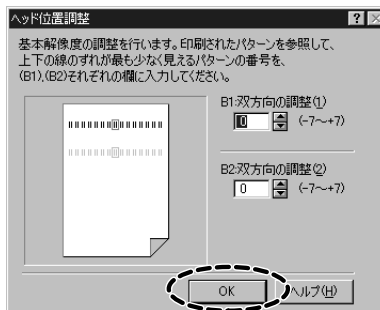 ヘッド位置調整
基本解像度の調整を行います。印刷されたパターンを参照して、
上下の線のずれが最も少なく見えるパターンの番号を、
(B1),(B2)それぞれの欄に入力してください。
B1:双方向の調整(1)
0 (-7～+7)
B2:双方向の調整(2)
0 (-7～+7)
OK ヘルプ(H)